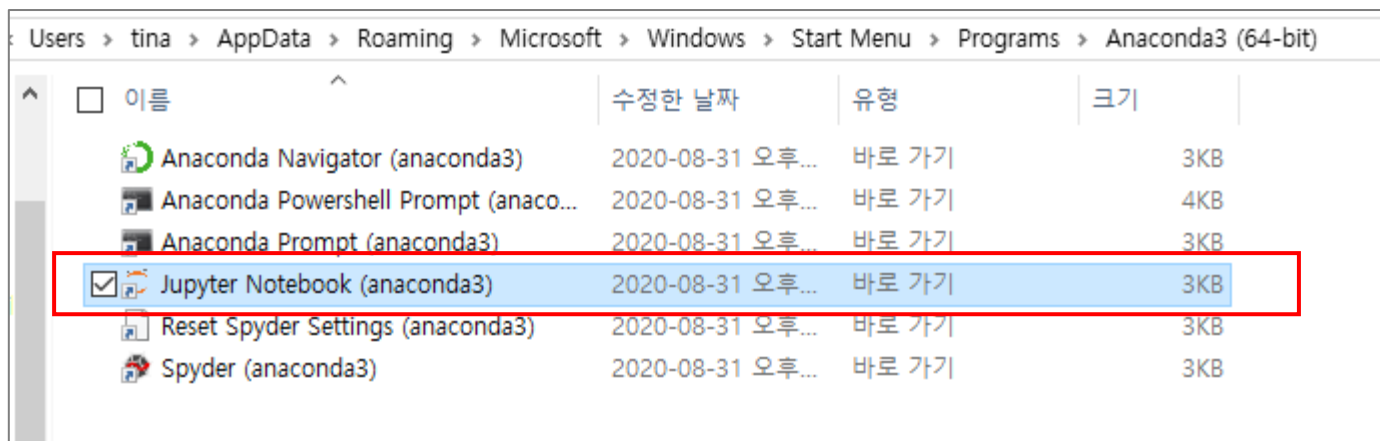 Users › tina › AppData › Roaming › Microsoft › Windows › Start Menu › Programs › Anaconda3 (64-bit)
이름 수정한 날짜 유형 크기
Anaconda Navigator (anaconda3) 2020-08-31 오후... 바로 가기 3KB
Anaconda Powershell Prompt (anaco... 2020-08-31 오후... 바로 가기 4KB
Anaconda Prompt (anaconda3) 2020-08-31 오후... 바로 가기 3KB
Jupyter Notebook (anaconda3) 2020-08-31 오후... 바로 가기 3KB
Reset Spyder Settings (anaconda3) 2020-08-31 오후... 바로 가기 3KB
Spyder (anaconda3) 2020-08-31 오후... 바로 가기 3KB